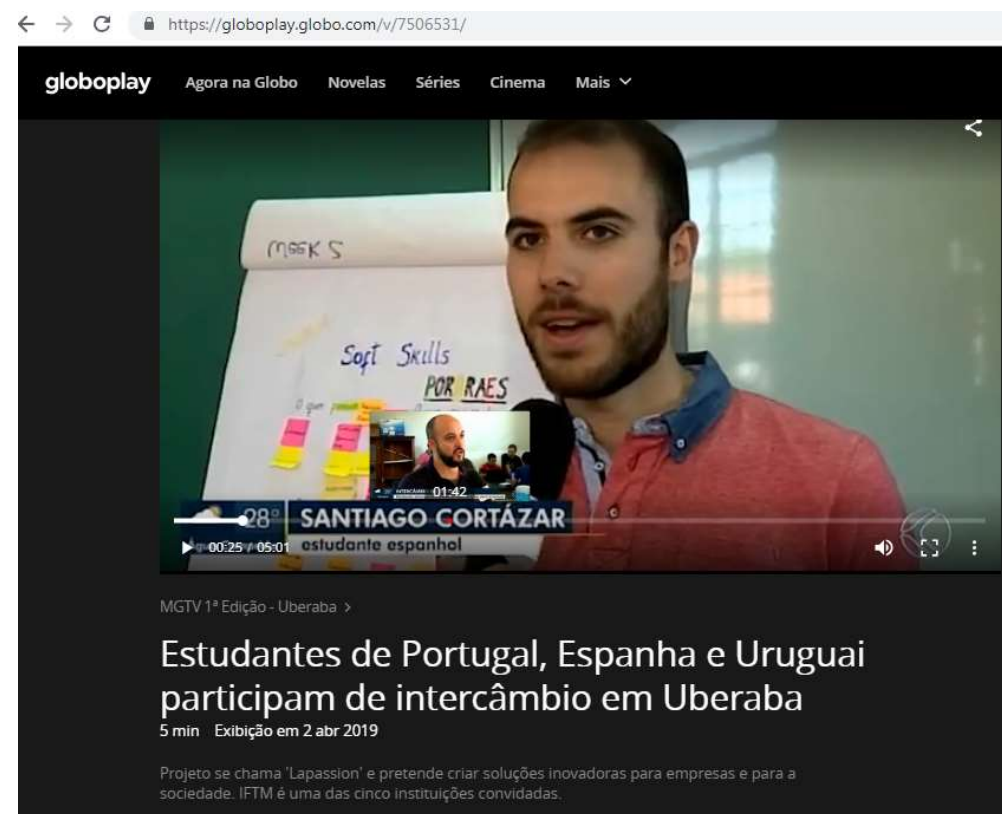 https://globoplay.globo.com/v/7506531/
globoplay Agora na Globo Novelas Séries Cinema Mais
Soft Skills
POR RAES
01:42
28° SANTIAGO CORTÁZAR
00:25 / 05:01 estudante espanhol
MGTV 1ª Edição - Uberaba >
Estudantes de Portugal, Espanha e Uruguai
participam de intercâmbio em Uberaba
5 min Exibição em 2 abr 2019
Projeto se chama 'Lapassion' e pretende criar soluções inovadoras para empresas e para a
sociedade. IFTM é uma das cinco instituições convidadas.